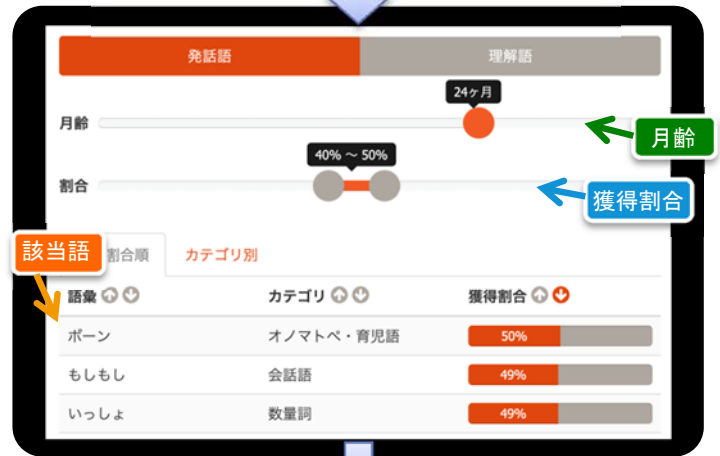 発話語 理解語
24ヶ月
月齢
月齢
40% ～ 50%
割合
獲得割合
該当語
割合順 カテゴリ別
語彙 カテゴリ 獲得割合
ボーン オノマトペ・育児語 50%
もしもし 会話語 49%
いっしょ 数量詞 49%